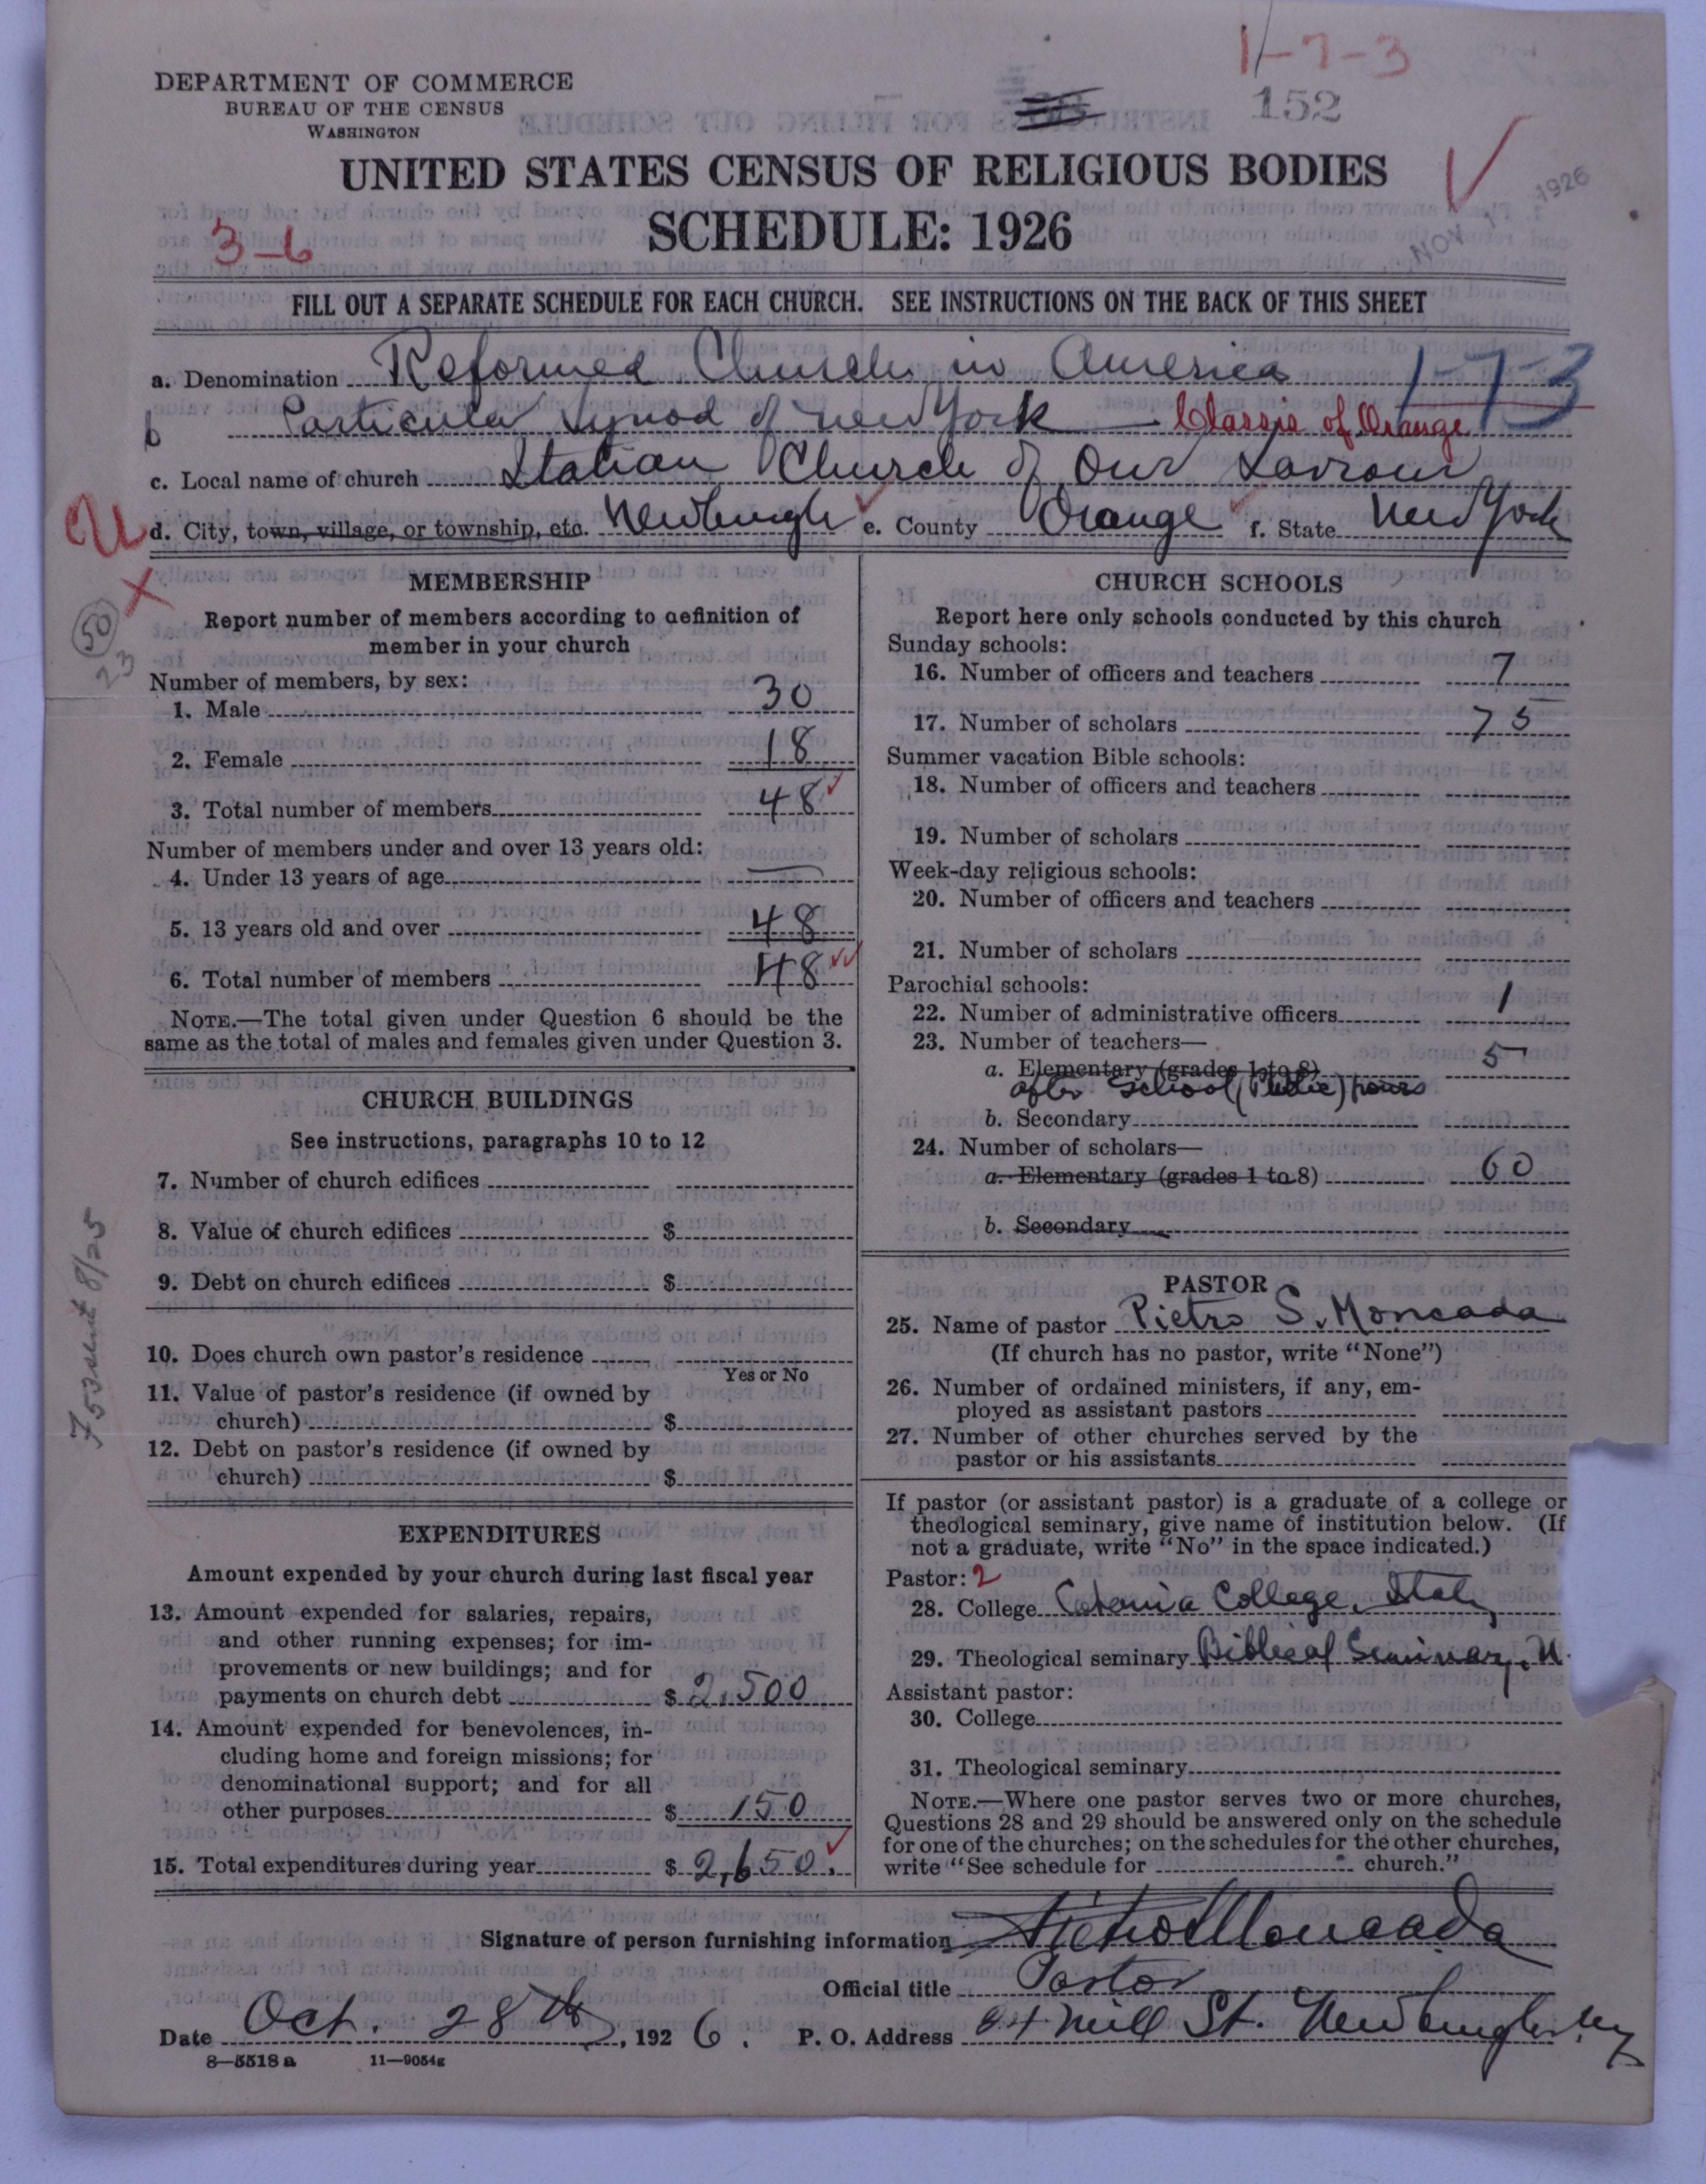 1-7-3
152
DEPARTMENT OF COMMERCE
BUREAU OF THE CENSUS
WASHINGTON
UNITED STATES CENSUS OF RELIGIOUS BODIES
SCHEDULE: 1926
NOV 1 1926
3-6
FILL OUT A SEPARATE SCHEDULE FOR EACH CHURCH. SEE INSTRUCTIONS ON THE BACK OF THIS SHEET
a. Denomination Reformed Church in America 1-7-3
b Particular Synod of New York — Classis of Orange
c. Local name of church Italian Church of Our Saviour
d. City, town, village, or township, etc. Newburgh e. County Orange f. State New York
MEMBERSHIP
Report number of members according to definition of
member in your church
50
23
Number of members, by sex:
1. Male 30
2. Female 18
3. Total number of members 48
Number of members under and over 13 years old:
4. Under 13 years of age —
5. 13 years old and over 48
6. Total number of members 48
NOTE.—The total given under Question 6 should be the
same as the total of males and females given under Question 3.
CHURCH BUILDINGS
See instructions, paragraphs 10 to 12
7. Number of church edifices
8. Value of church edifices $
9. Debt on church edifices $
10. Does church own pastor's residence
Yes or No
11. Value of pastor's residence (if owned by
church) $
12. Debt on pastor's residence (if owned by
church) $
EXPENDITURES
Amount expended by your church during last fiscal year
13. Amount expended for salaries, repairs,
and other running expenses; for im-
provements or new buildings; and for
payments on church debt $ 2,500
14. Amount expended for benevolences, in-
cluding home and foreign missions; for
denominational support; and for all
other purposes $ 150
15. Total expenditures during year $ 2,650.
CHURCH SCHOOLS
Report here only schools conducted by this church
Sunday schools:
16. Number of officers and teachers 7
17. Number of scholars 75
Summer vacation Bible schools:
18. Number of officers and teachers
19. Number of scholars
Week-day religious schools:
20. Number of officers and teachers
21. Number of scholars
Parochial schools:
22. Number of administrative officers 1
23. Number of teachers—
a. Elementary (grades 1 to 8) 5
after school (Public) hours
b. Secondary
24. Number of scholars—
a. Elementary (grades 1 to 8) 60
b. Secondary
PASTOR
25. Name of pastor Pietro S. Moncada
(If church has no pastor, write "None")
26. Number of ordained ministers, if any, em-
ployed as assistant pastors
27. Number of other churches served by the
pastor or his assistants
If pastor (or assistant pastor) is a graduate of a college or
theological seminary, give name of institution below. (If
not a graduate, write "No" in the space indicated.)
Pastor: 2
28. College Catania College, Italy
29. Theological seminary Biblical Seminary, N.
Assistant pastor:
30. College
31. Theological seminary
NOTE.—Where one pastor serves two or more churches,
Questions 28 and 29 should be answered only on the schedule
for one of the churches; on the schedules for the other churches,
write "See schedule for church."
Signature of person furnishing information Pietro Moncada
Official title Pastor
Date Oct. 28th, 1926. P. O. Address 84 Mill St. Newburgh, N.Y
8—5518 a 11—9054g